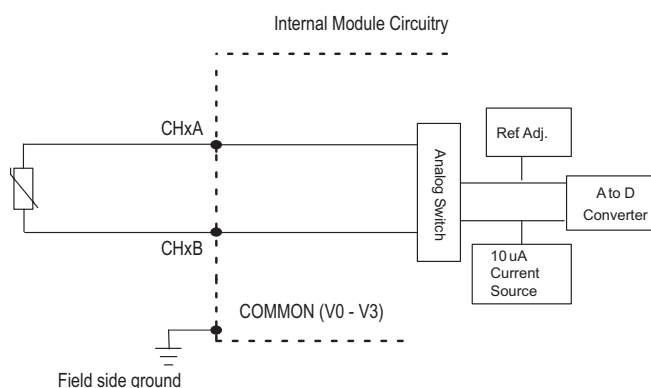 Internal Module Circuitry
CHxA
Ref Adj.
Analog Switch
A to D
Converter
CHxB
10 uA
Current
Source
COMMON (V0 - V3)
Field side ground